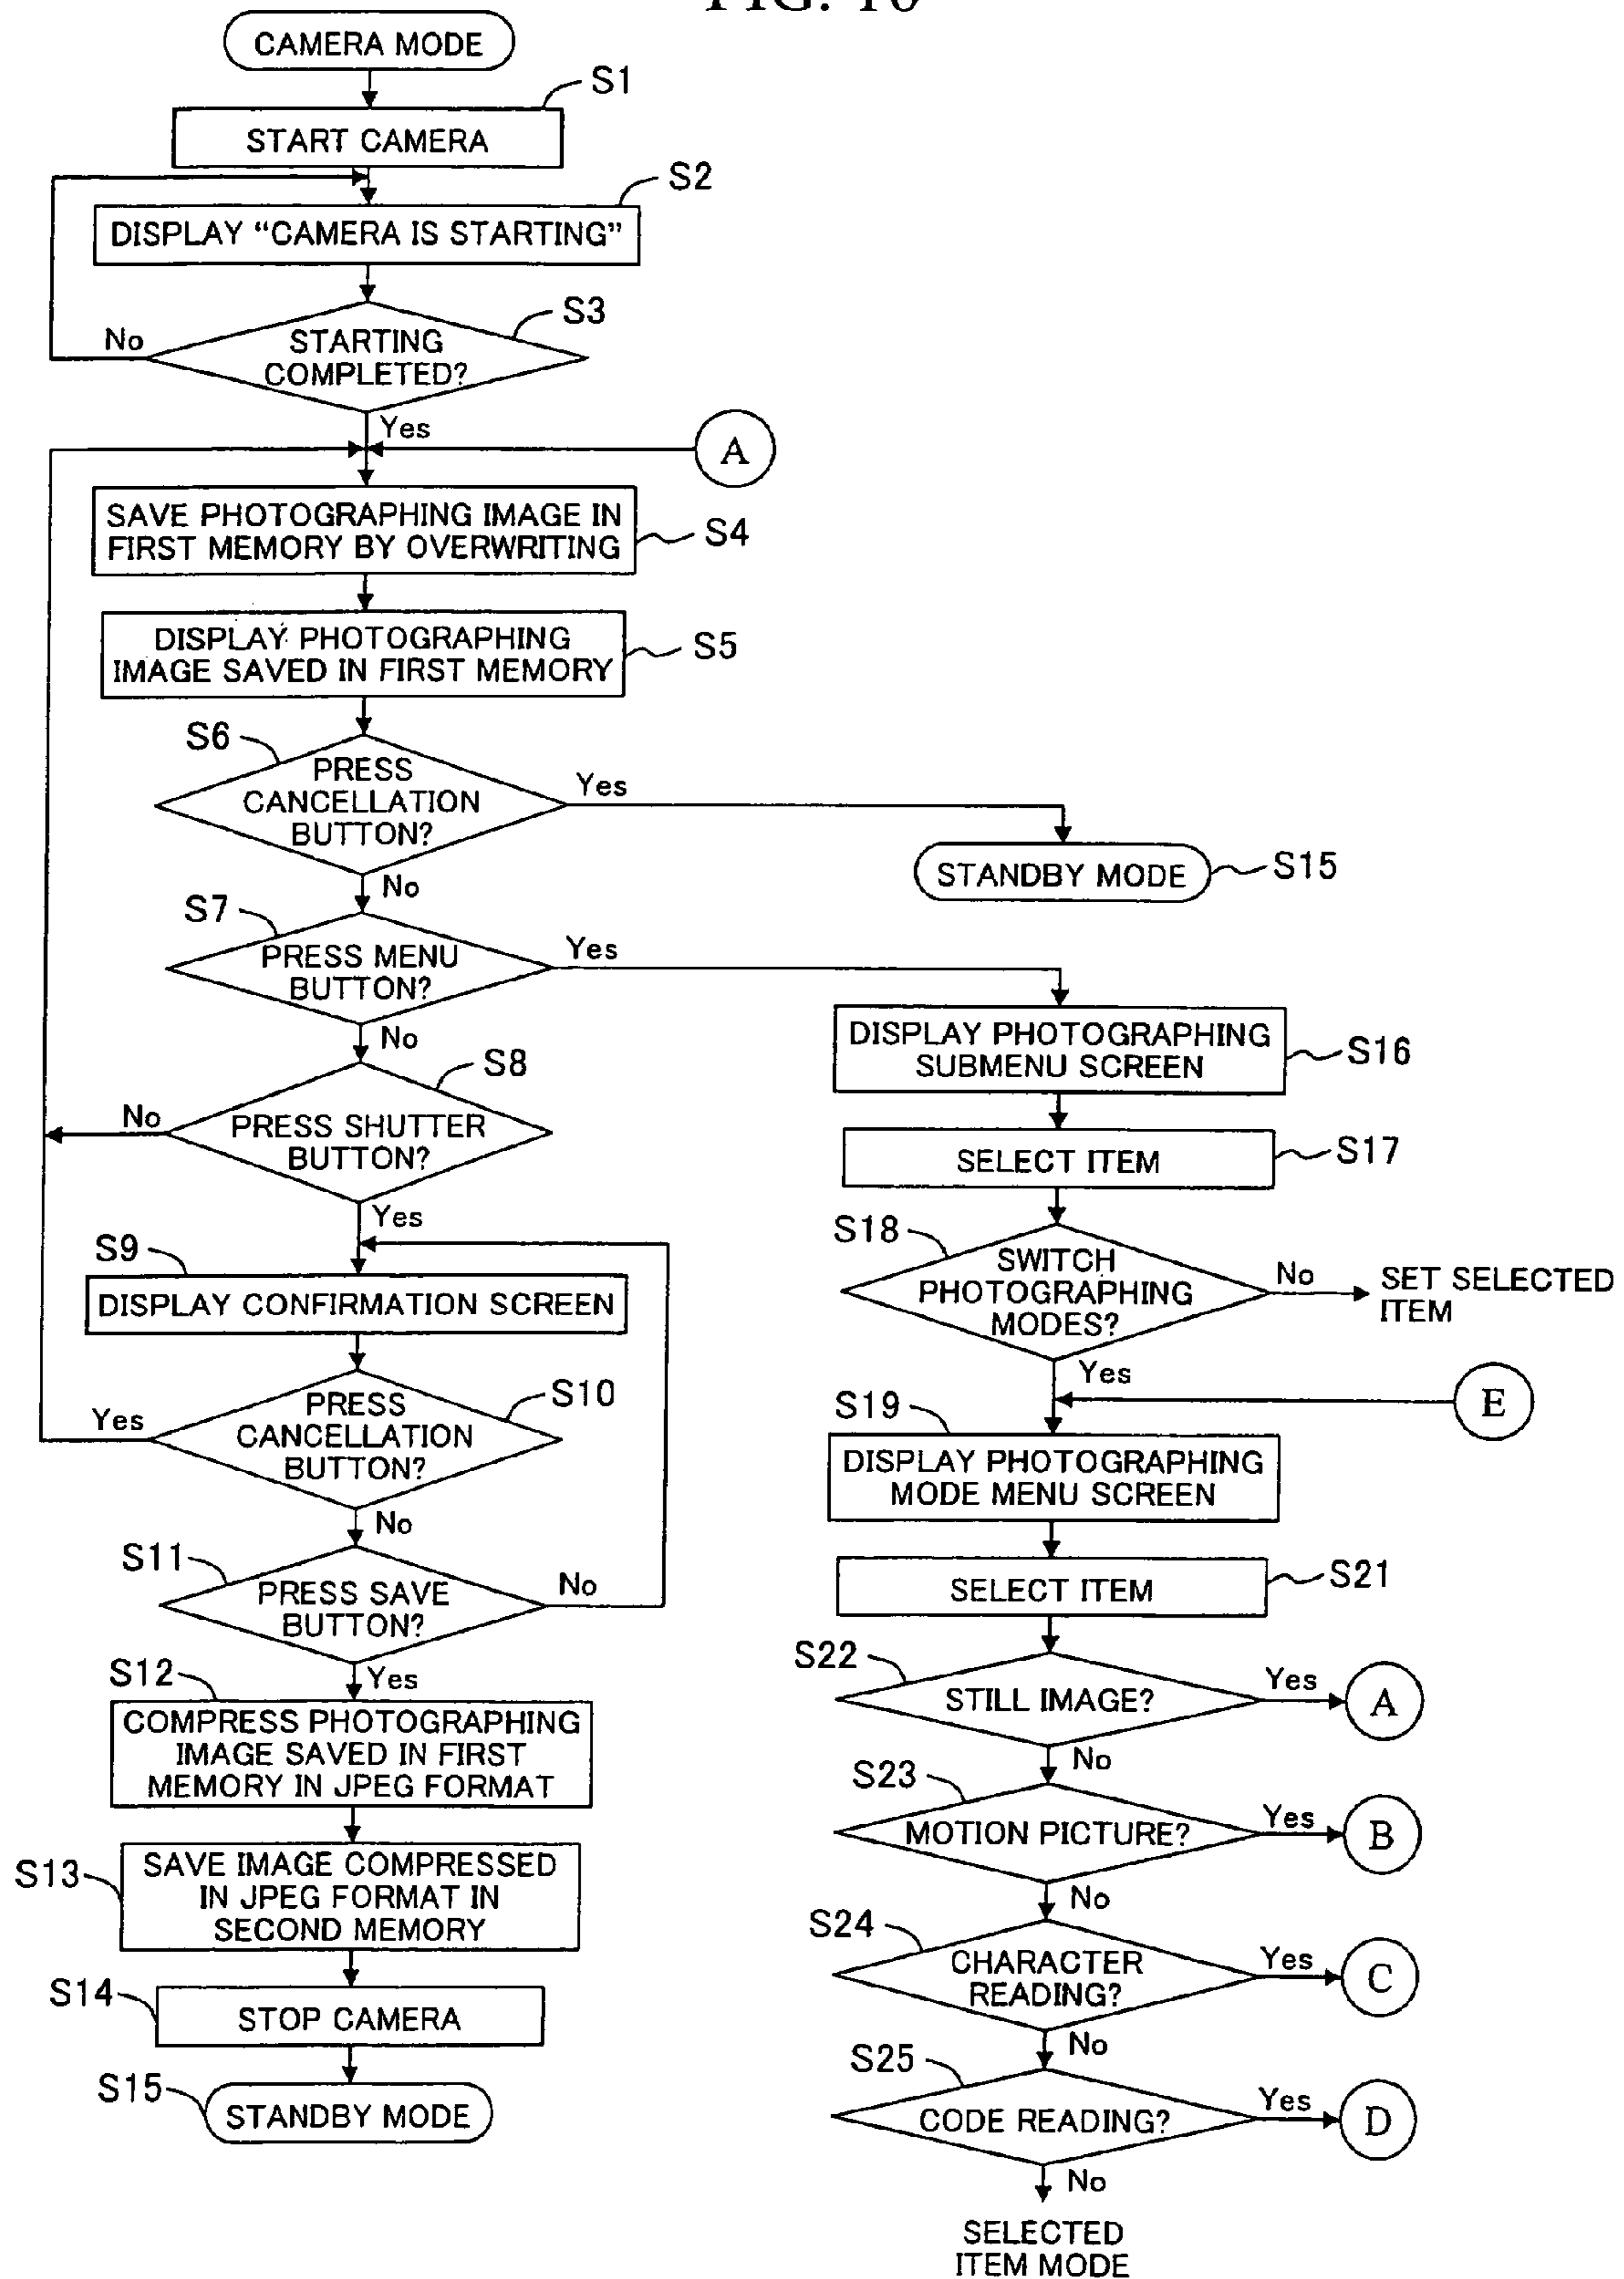 FIG. 10
CAMERA MODE
S1
START CAMERA
S2
DISPLAY “CAMERA IS STARTING”
S3
STARTING
COMPLETED?
No
Yes
A
SAVE PHOTOGRAPHING IMAGE IN
FIRST MEMORY BY OVERWRITING
S4
DISPLAY PHOTOGRAPHING
IMAGE SAVED IN FIRST MEMORY
S5
S6
PRESS
CANCELLATION
BUTTON?
Yes
STANDBY MODE
S15
No
S7
PRESS MENU
BUTTON?
Yes
No
S8
PRESS SHUTTER
BUTTON?
No
Yes
S9
DISPLAY CONFIRMATION SCREEN
S10
PRESS
CANCELLATION
BUTTON?
Yes
No
S11
PRESS SAVE
BUTTON?
No
Yes
S12
COMPRESS PHOTOGRAPHING
IMAGE SAVED IN FIRST
MEMORY IN JPEG FORMAT
S13
SAVE IMAGE COMPRESSED
IN JPEG FORMAT IN
SECOND MEMORY
S14
STOP CAMERA
S15
STANDBY MODE
DISPLAY PHOTOGRAPHING
SUBMENU SCREEN
S16
SELECT ITEM
S17
S18
SWITCH
PHOTOGRAPHING
MODES?
No
SET SELECTED
ITEM
Yes
E
S19
DISPLAY PHOTOGRAPHING
MODE MENU SCREEN
SELECT ITEM
S21
S22
STILL IMAGE?
Yes
A
No
S23
MOTION PICTURE?
Yes
B
No
S24
CHARACTER
READING?
Yes
C
No
S25
CODE READING?
Yes
D
No
SELECTED
ITEM MODE